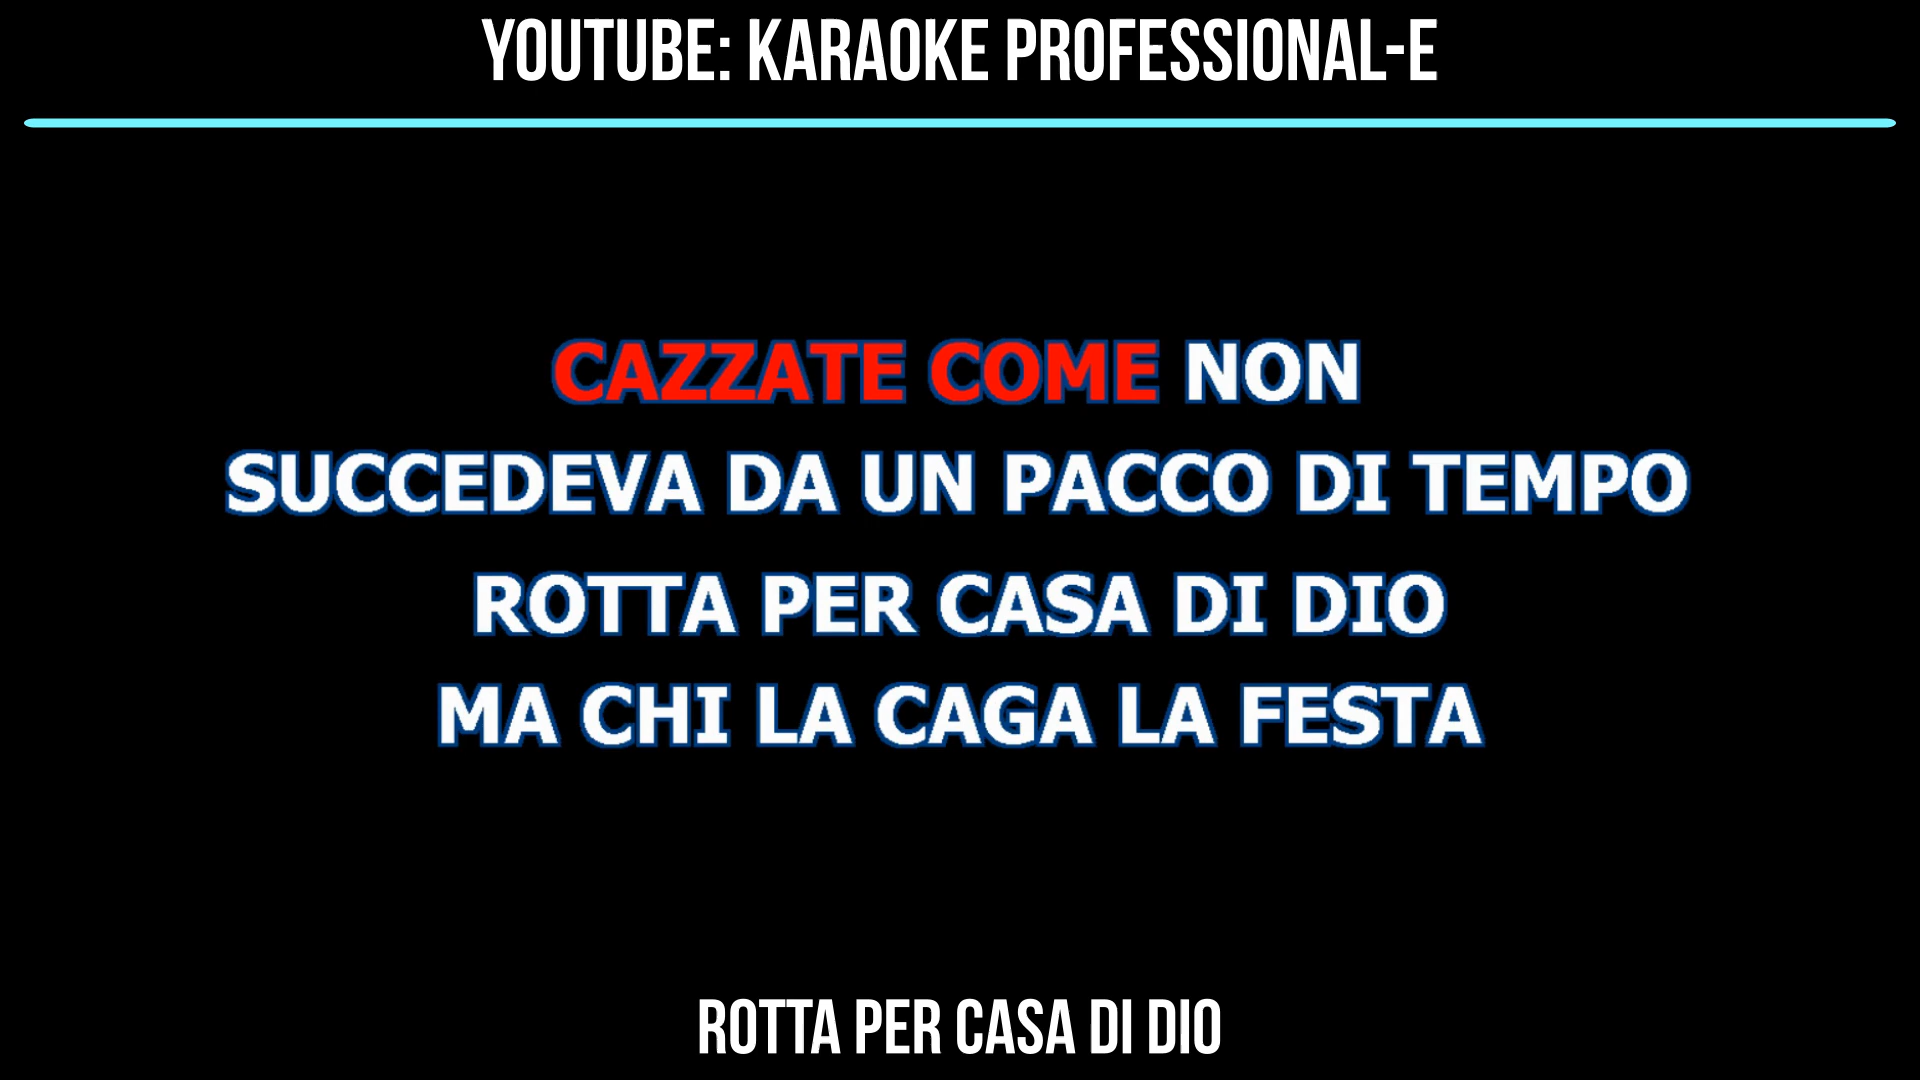 YOUTUBE: KARAOKE PROFESSIONAL-E
CAZZATE COME NON
SUCCEDEVA DA UN PACCO DI TEMPO
ROTTA PER CASA DI DIO
MA CHI LA CAGA LA FESTA
ROTTA PER CASA DI DIO